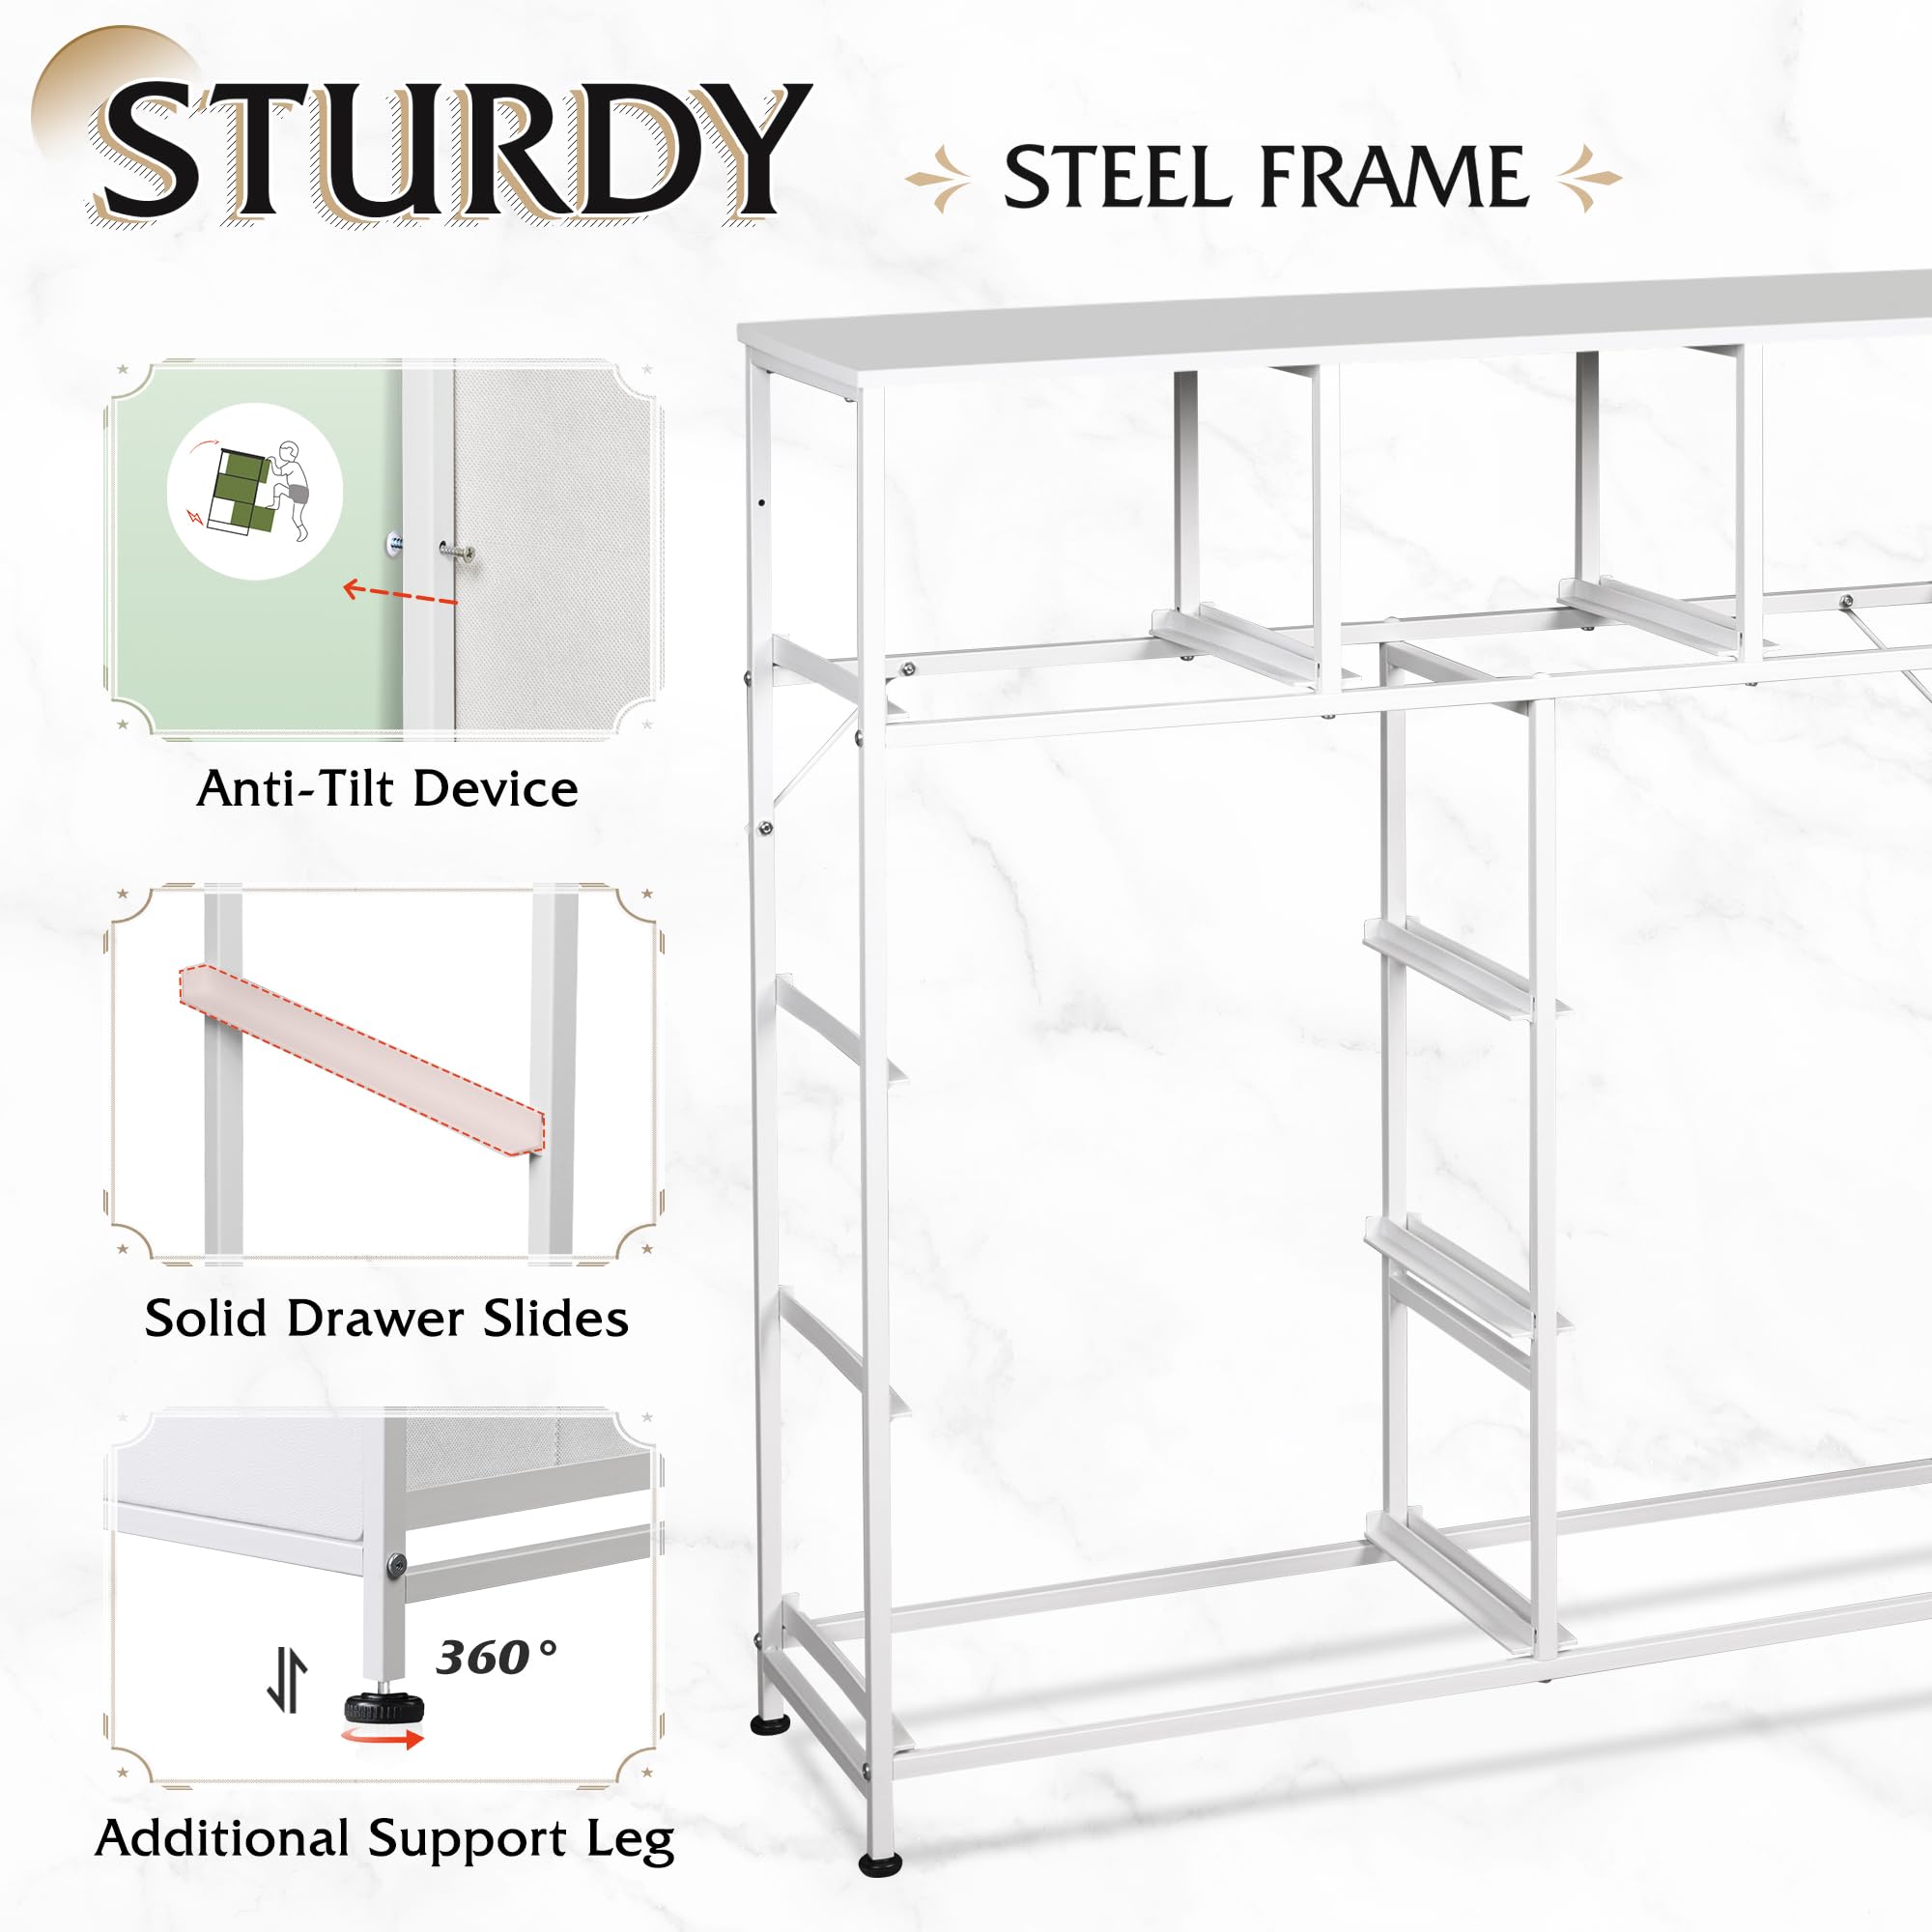 STURDY
STEEL FRAME
Anti-Tilt Device
Solid Drawer Slides
360°
Additional Support Leg